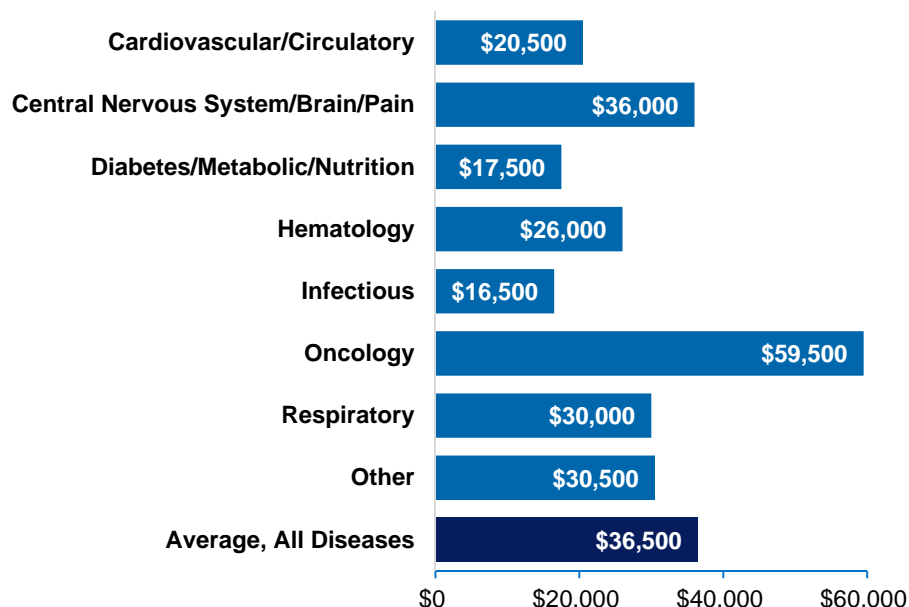 Cardiovascular/Circulatory $20,500
Central Nervous System/Brain/Pain $36,000
Diabetes/Metabolic/Nutrition $17,500
Hematology $26,000
Infectious $16,500
Oncology $59,500
Respiratory $30,000
Other $30,500
Average, All Diseases $36,500
$0 $20,000 $40,000 $60,000